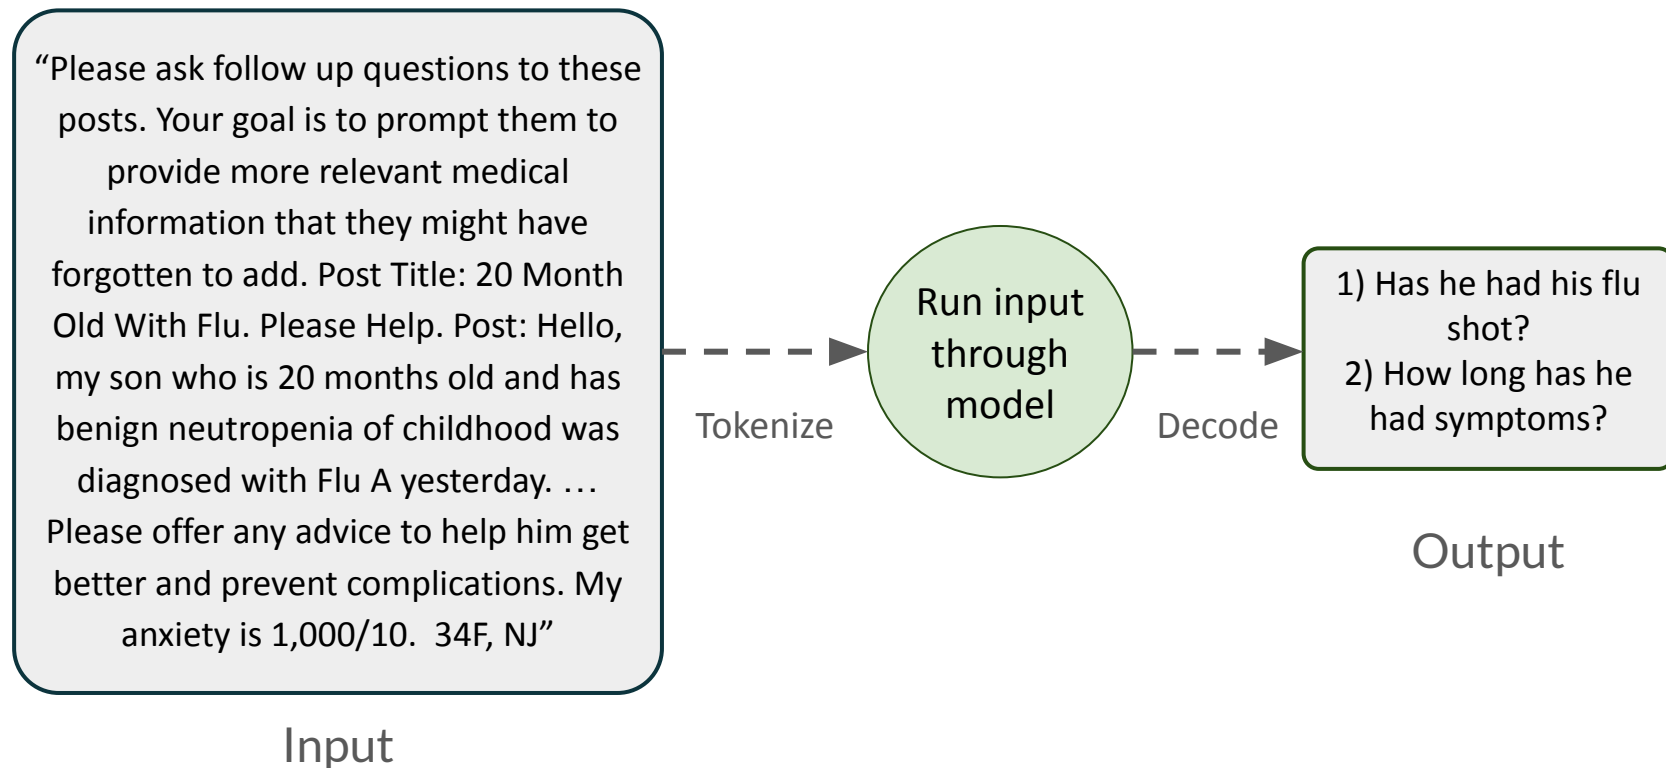 “Please ask follow up questions to these
posts. Your goal is to prompt them to
provide more relevant medical
information that they might have
forgotten to add. Post Title: 20 Month
Old With Flu. Please Help. Post: Hello,
my son who is 20 months old and has
benign neutropenia of childhood was
diagnosed with Flu A yesterday. …
Please offer any advice to help him get
better and prevent complications. My
anxiety is 1,000/10.  34F, NJ”
Input
Tokenize
Run input
through
model
Decode
1) Has he had his flu
shot?
2) How long has he
had symptoms?
Output